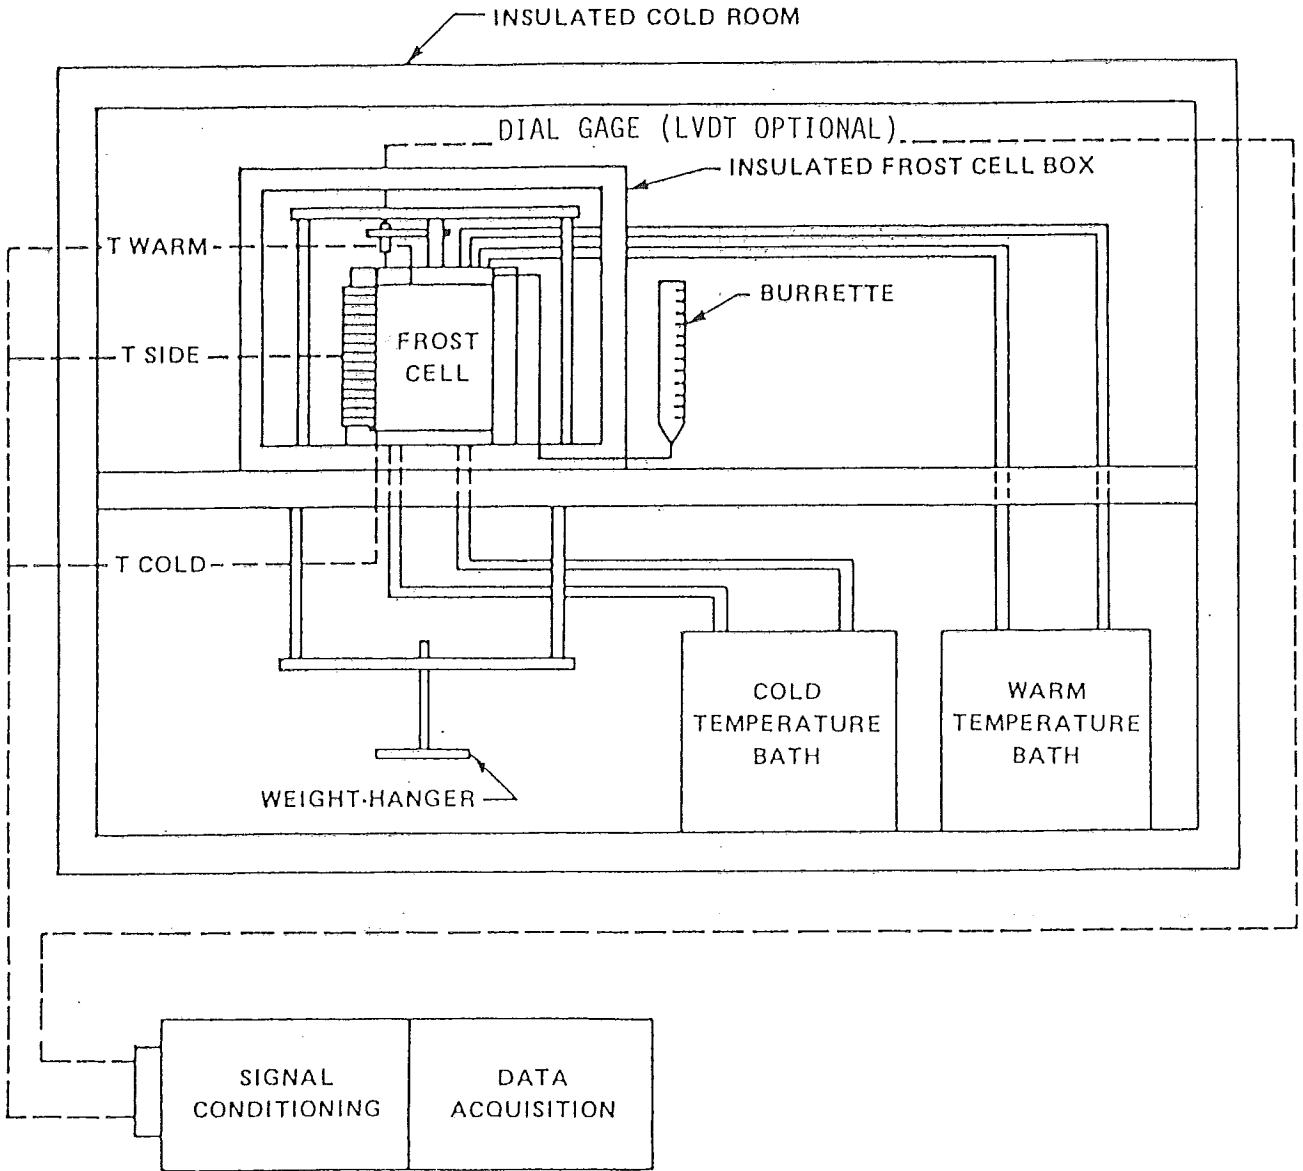 INSULATED COLD ROOM
DIAL GAGE (LVDT OPTIONAL)
INSULATED FROST CELL BOX
T WARM
BURRETTE
T SIDE
FROST
CELL
T COLD
COLD
TEMPERATURE
BATH
WARM
TEMPERATURE
BATH
WEIGHT-HANGER
SIGNAL
CONDITIONING
DATA
ACQUISITION